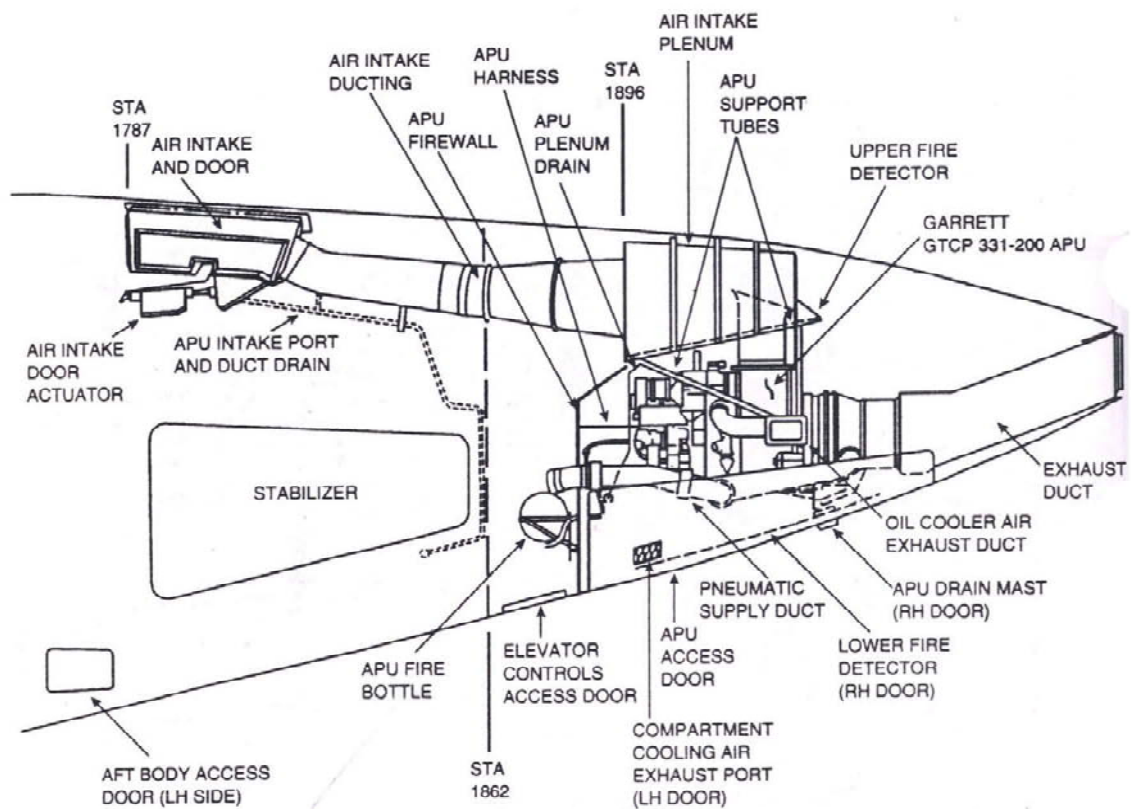 AIR INTAKE
PLENUM
AIR INTAKE
DUCTING
APU
HARNESS
STA
1896
APU
SUPPORT
TUBES
STA
1787
AIR INTAKE
AND DOOR
APU
FIREWALL
APU
PLENUM
DRAIN
UPPER FIRE
DETECTOR
GARRETT
GTCP 331-200 APU
AIR INTAKE
DOOR
ACTUATOR
APU INTAKE PORT
AND DUCT DRAIN
STABILIZER
EXHAUST
DUCT
OIL COOLER AIR
EXHAUST DUCT
APU DRAIN MAST
(RH DOOR)
PNEUMATIC
SUPPLY DUCT
APU
ACCESS
DOOR
LOWER FIRE
DETECTOR
(RH DOOR)
APU FIRE
BOTTLE
ELEVATOR
CONTROLS
ACCESS DOOR
COMPARTMENT
COOLING AIR
EXHAUST PORT
(LH DOOR)
AFT BODY ACCESS
DOOR (LH SIDE)
STA
1862